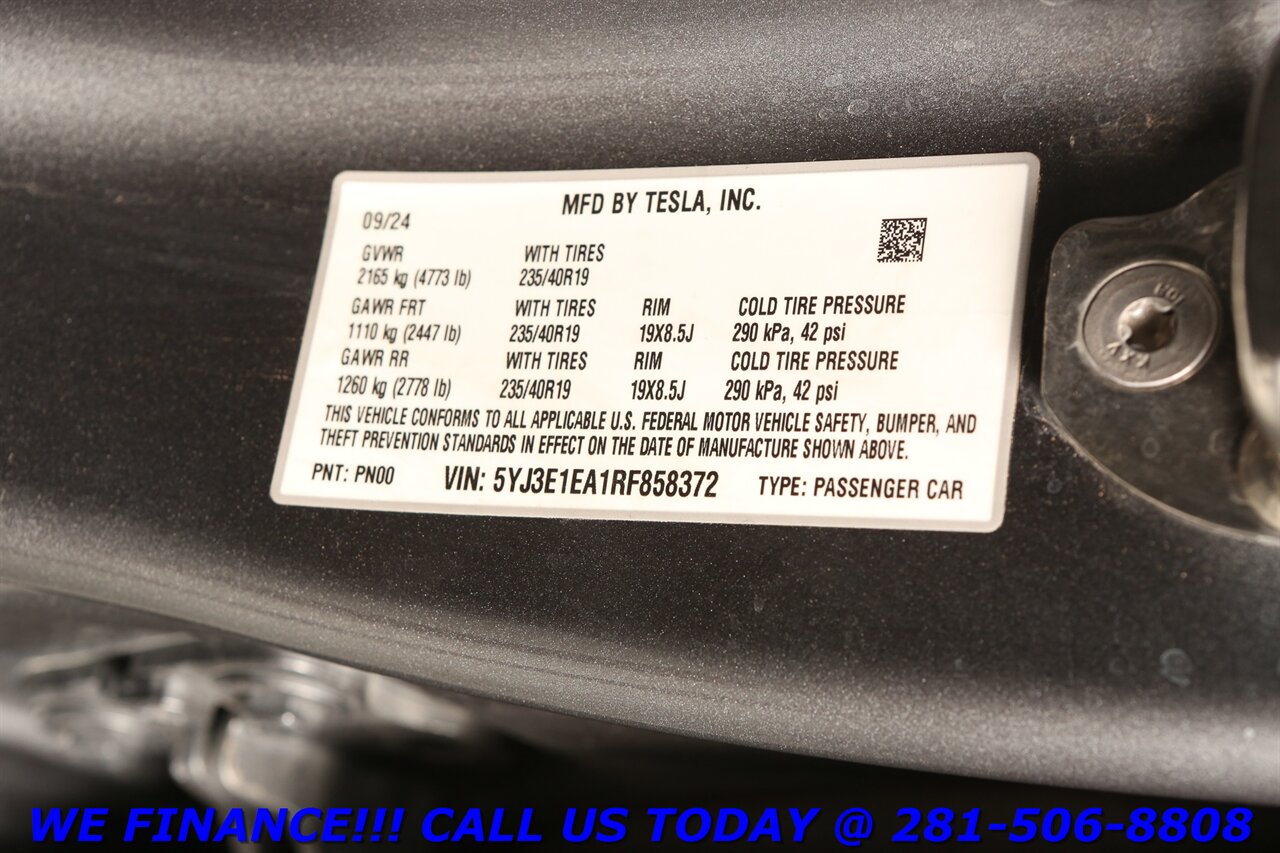 MFD BY TESLA, INC.
09/24
GVWR WITH TIRES
2165 kg (4773 lb) 235/40R19
GAWR FRT WITH TIRES RIM COLD TIRE PRESSURE
1110 kg (2447 lb) 235/40R19 19X8.5J 290 kPa, 42 psi
GAWR RR WITH TIRES RIM COLD TIRE PRESSURE
1260 kg (2778 lb) 235/40R19 19X8.5J 290 kPa, 42 psi
THIS VEHICLE CONFORMS TO ALL APPLICABLE U.S. FEDERAL MOTOR VEHICLE SAFETY, BUMPER, AND
THEFT PREVENTION STANDARDS IN EFFECT ON THE DATE OF MANUFACTURE SHOWN ABOVE.
PNT: PN00 VIN: 5YJ3E1EA1RF858372 TYPE: PASSENGER CAR
WE FINANCE!!! CALL US TODAY @ 281-506-8808